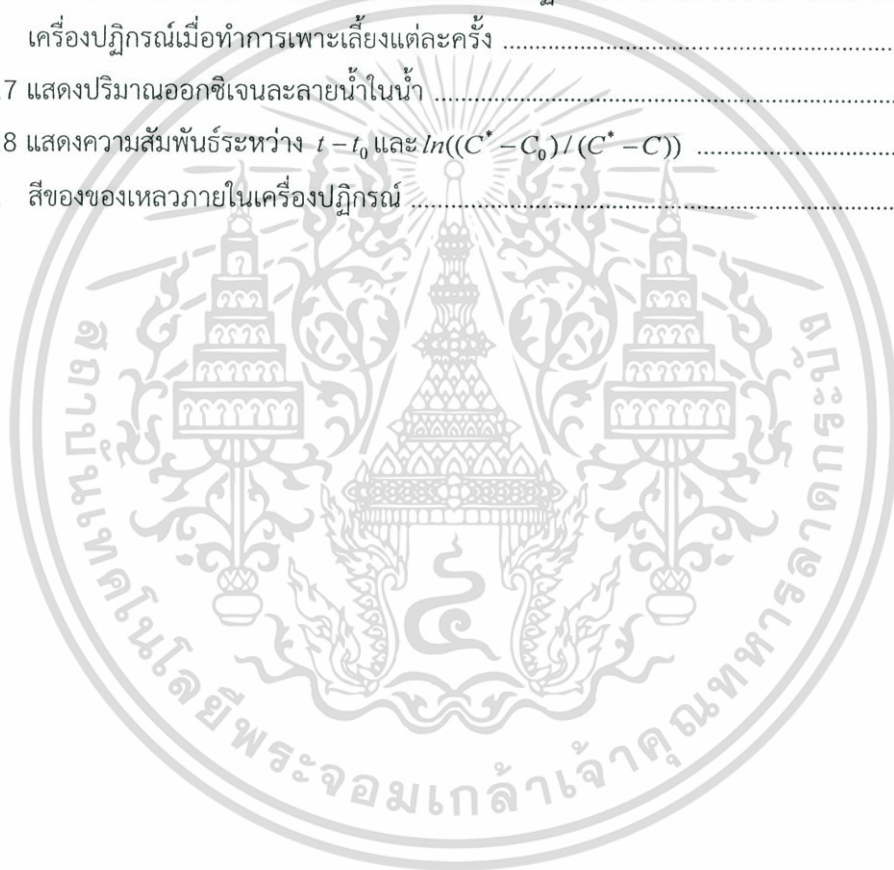 เครื่องปฏิกรณ์เมื่อทำการเพาะเลี้ยงแต่ละครั้ง ..........................................................
.7 แสดงปริมาณออกซิเจนละลายน้ำในน้ำ ..........................................................
.8 แสดงความสัมพันธ์ระหว่าง t − t₀ และ ln((C* − C₀) / (C* − C)) ..............................
สีของของเหลวภายในเครื่องปฏิกรณ์ ..........................................................
สถาบันเทคโนโลยีพระจอมเกล้าเจ้าคุณทหารลาดกระบัง